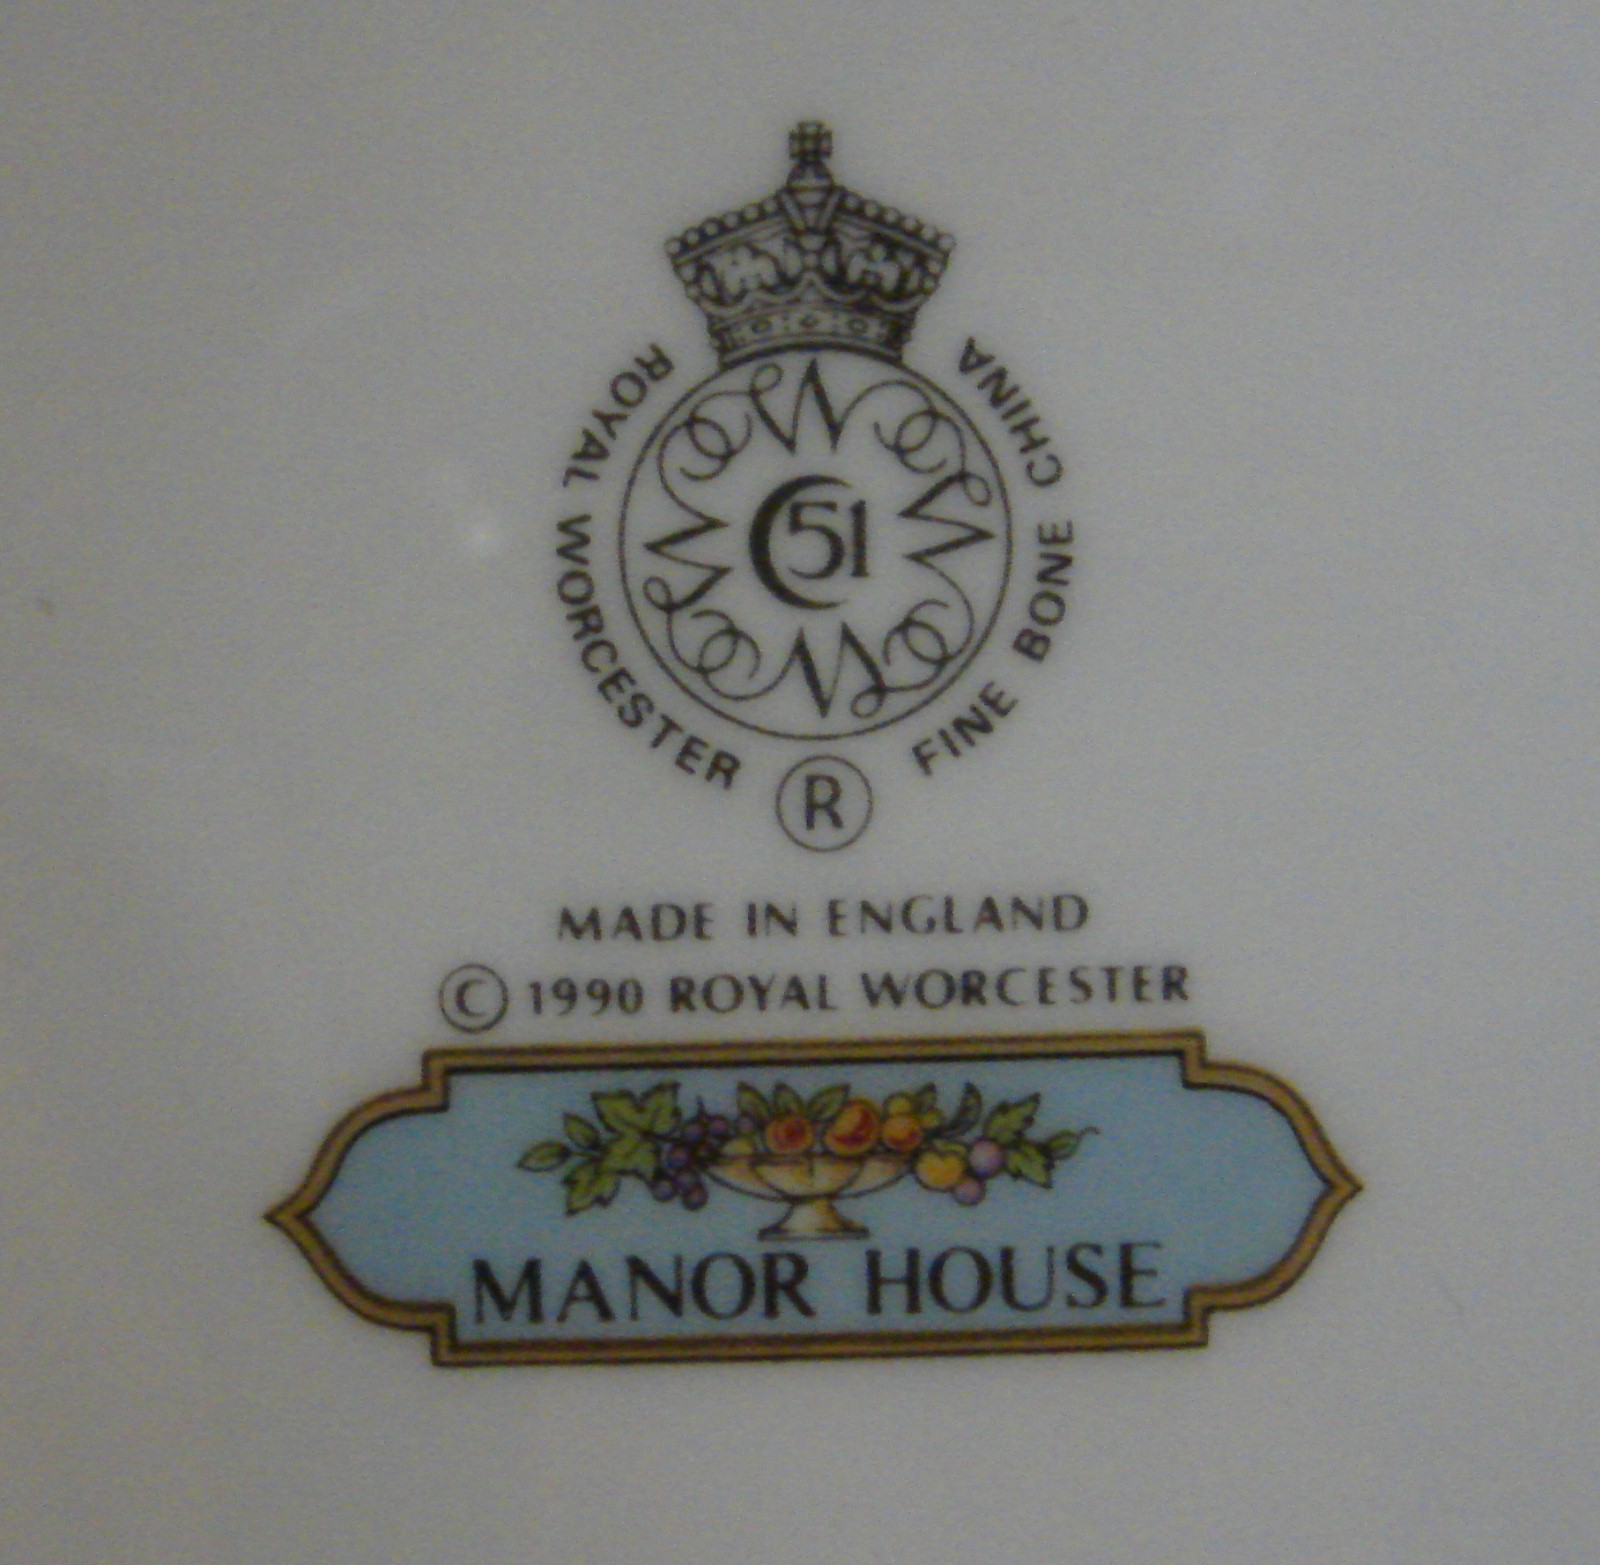 ROYAL WORCESTER
FINE BONE CHINA
W W W W
C 51
R
MADE IN ENGLAND
© 1990 ROYAL WORCESTER
MANOR HOUSE